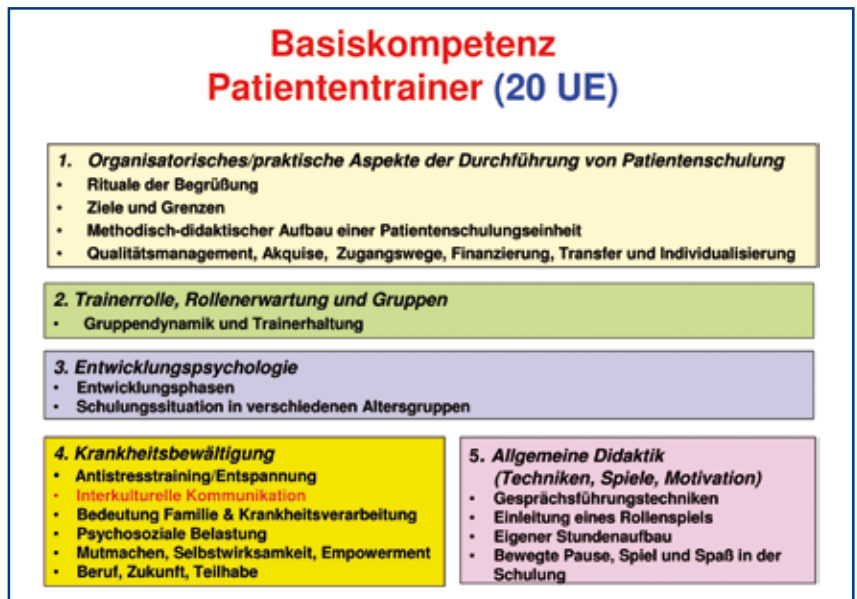 Basiskompetenz
Patiententrainer (20 UE)
1. Organisatorisches/praktische Aspekte der Durchführung von Patientenschulung
• Rituale der Begrüßung
• Ziele und Grenzen
• Methodisch-didaktischer Aufbau einer Patientenschulungseinheit
• Qualitätsmanagement, Akquise, Zugangswege, Finanzierung, Transfer und Individualisierung
2. Trainerrolle, Rollenerwartung und Gruppen
• Gruppendynamik und Trainerhaltung
3. Entwicklungspsychologie
• Entwicklungsphasen
• Schulungssituation in verschiedenen Altersgruppen
4. Krankheitsbewältigung
• Antistresstraining/Entspannung
• Interkulturelle Kommunikation
• Bedeutung Familie & Krankheitsverarbeitung
• Psychosoziale Belastung
• Mutmachen, Selbstwirksamkeit, Empowerment
• Beruf, Zukunft, Teilhabe
5. Allgemeine Didaktik
(Techniken, Spiele, Motivation)
• Gesprächsführungstechniken
• Einleitung eines Rollenspiels
• Eigener Stundenaufbau
• Bewegte Pause, Spiel und Spaß in der
Schulung